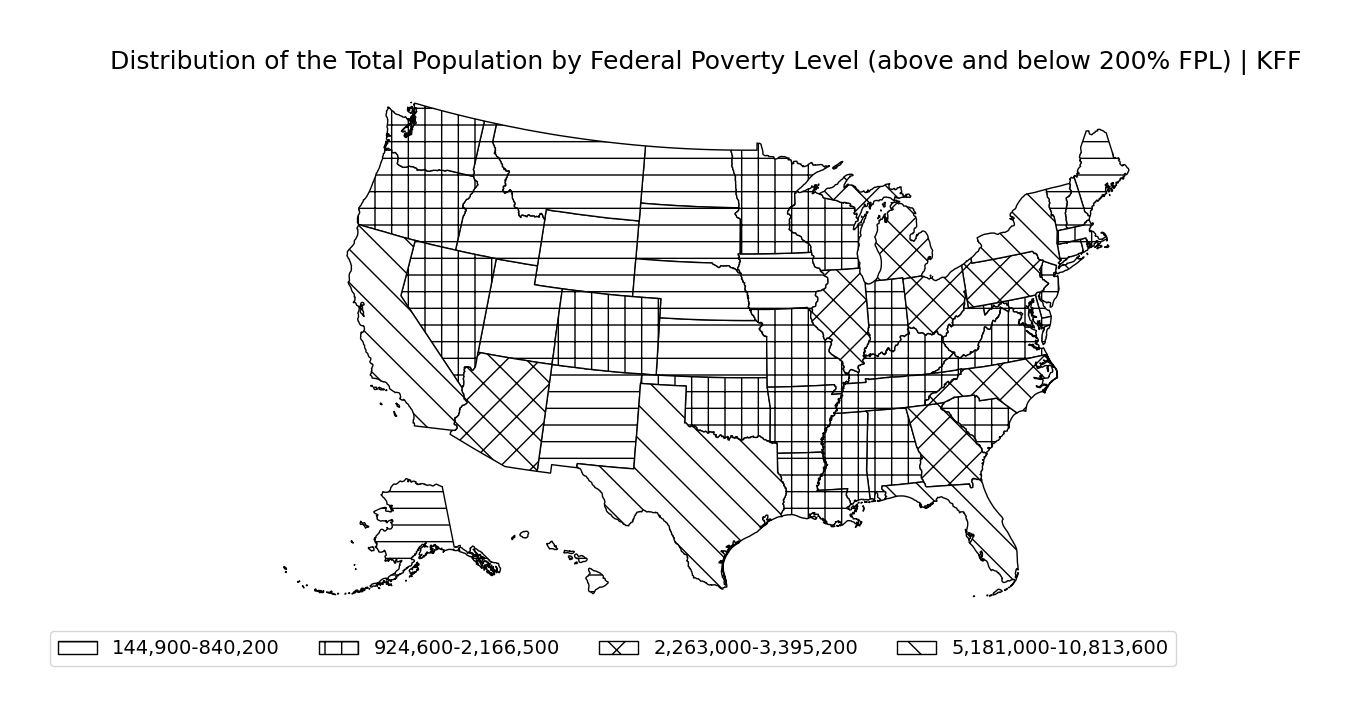 Distribution of the Total Population by Federal Poverty Level (above and below 200% FPL) | KFF
144,900-840,200 924,600-2,166,500 2,263,000-3,395,200 5,181,000-10,813,600